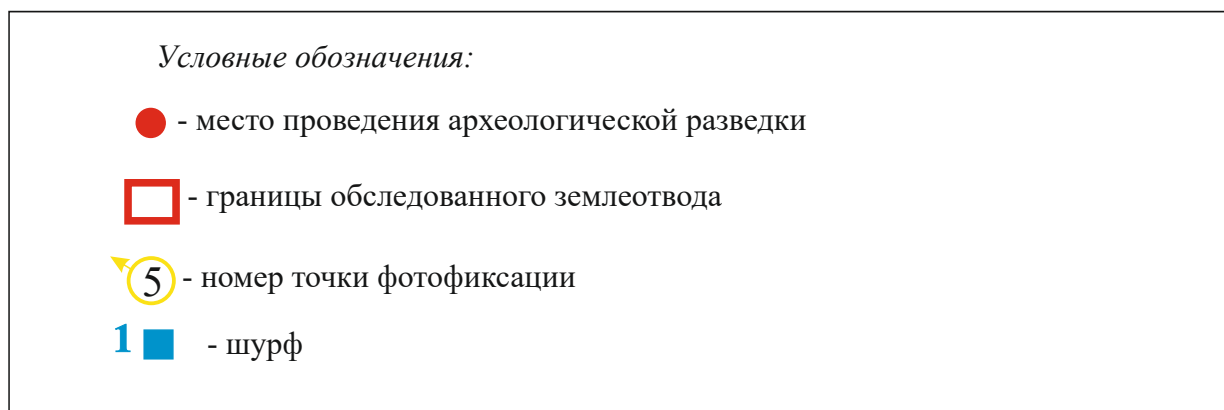 Условные обозначения:
- место проведения археологической разведки
- границы обследованного землеотвода
5 - номер точки фотофиксации
1 - шурф